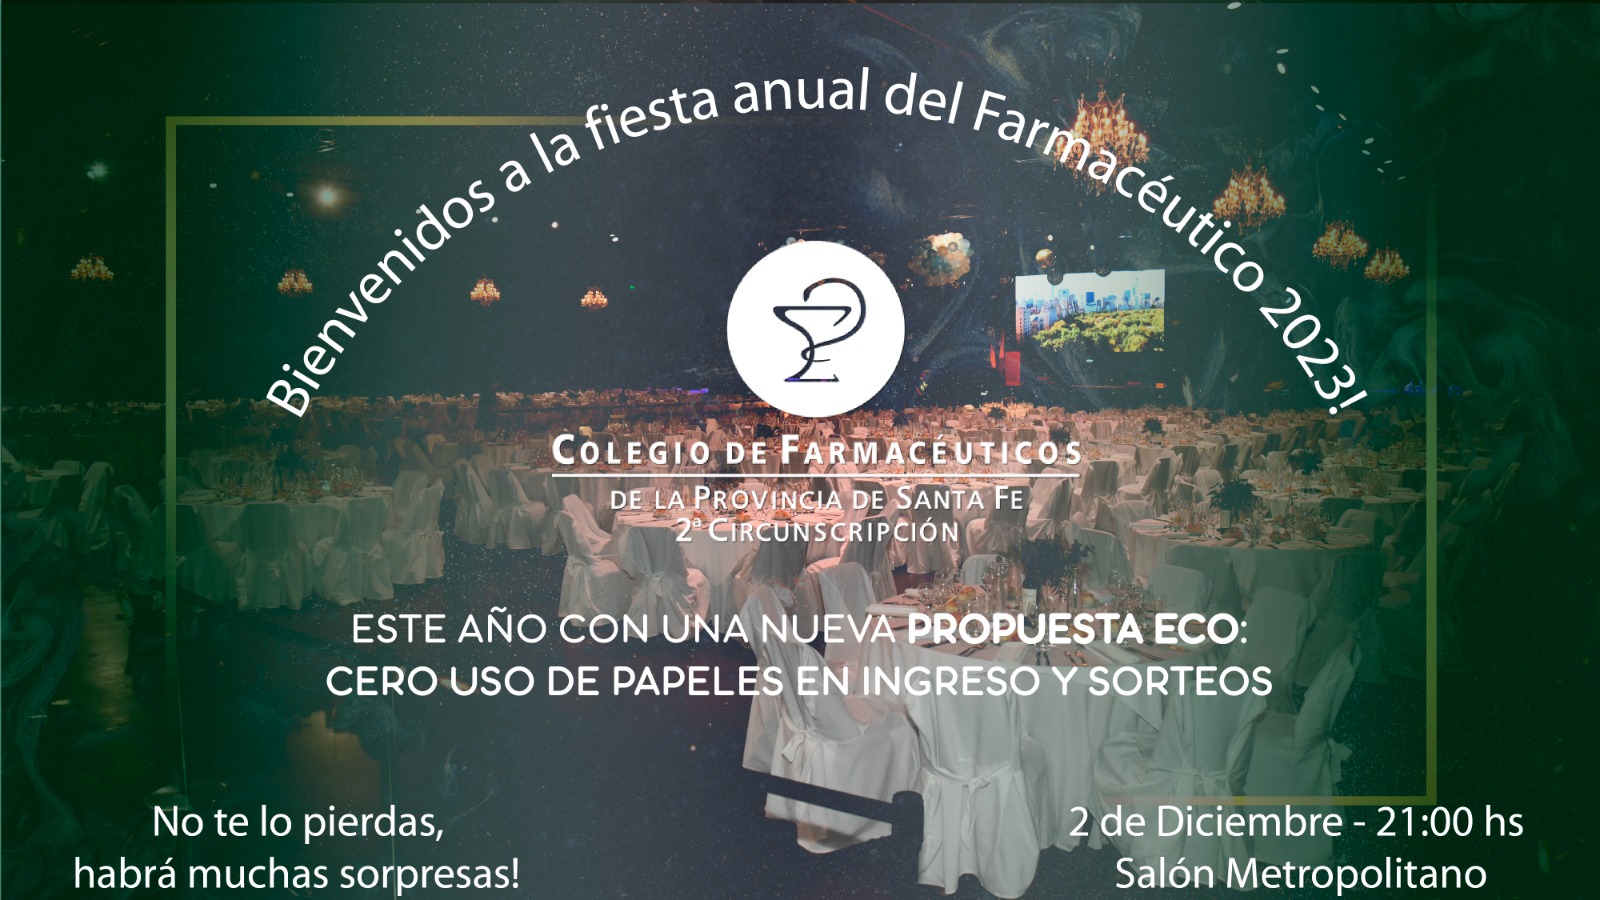 Bienvenidos a la fiesta anual del Farmacéutico 2023!
COLEGIO DE FARMACÉUTICOS
DE LA PROVINCIA DE SANTA FE
2ª CIRCUNSCRIPCIÓN
ESTE AÑO CON UNA NUEVA PROPUESTA ECO:
CERO USO DE PAPELES EN INGRESO Y SORTEOS
No te lo pierdas,
habrá muchas sorpresas!
2 de Diciembre - 21:00 hs
Salón Metropolitano